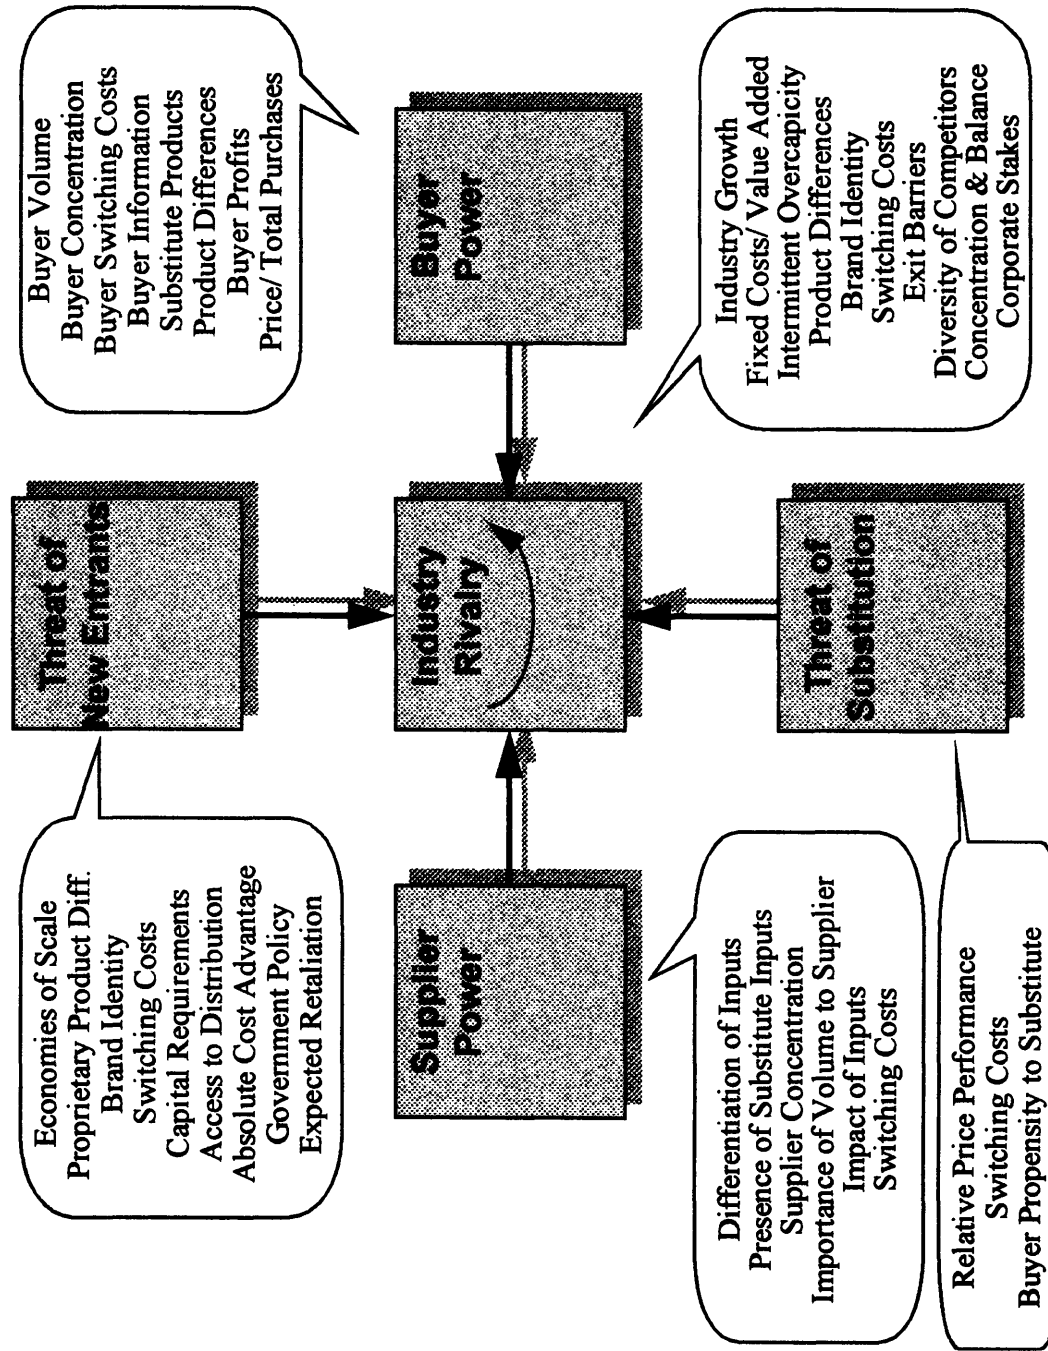 Economies of Scale
Proprietary Product Diff.
Brand Identity
Switching Costs
Capital Requirements
Access to Distribution
Absolute Cost Advantage
Government Policy
Expected Retaliation
Threat of
New Entrants
Buyer Volume
Buyer Concentration
Buyer Switching Costs
Buyer Information
Substitute Products
Product Differences
Buyer Profits
Price/ Total Purchases
Supplier
Power
Industry
Rivalry
Buyer
Power
Differentiation of Inputs
Presence of Substitute Inputs
Supplier Concentration
Importance of Volume to Supplier
Impact of Inputs
Switching Costs
Industry Growth
Fixed Costs/ Value Added
Intermittent Overcapicity
Product Differences
Brand Identity
Switching Costs
Exit Barriers
Diversity of Competitors
Concentration & Balance
Corporate Stakes
Threat of
Substitution
Relative Price Performance
Switching Costs
Buyer Propensity to Substitute